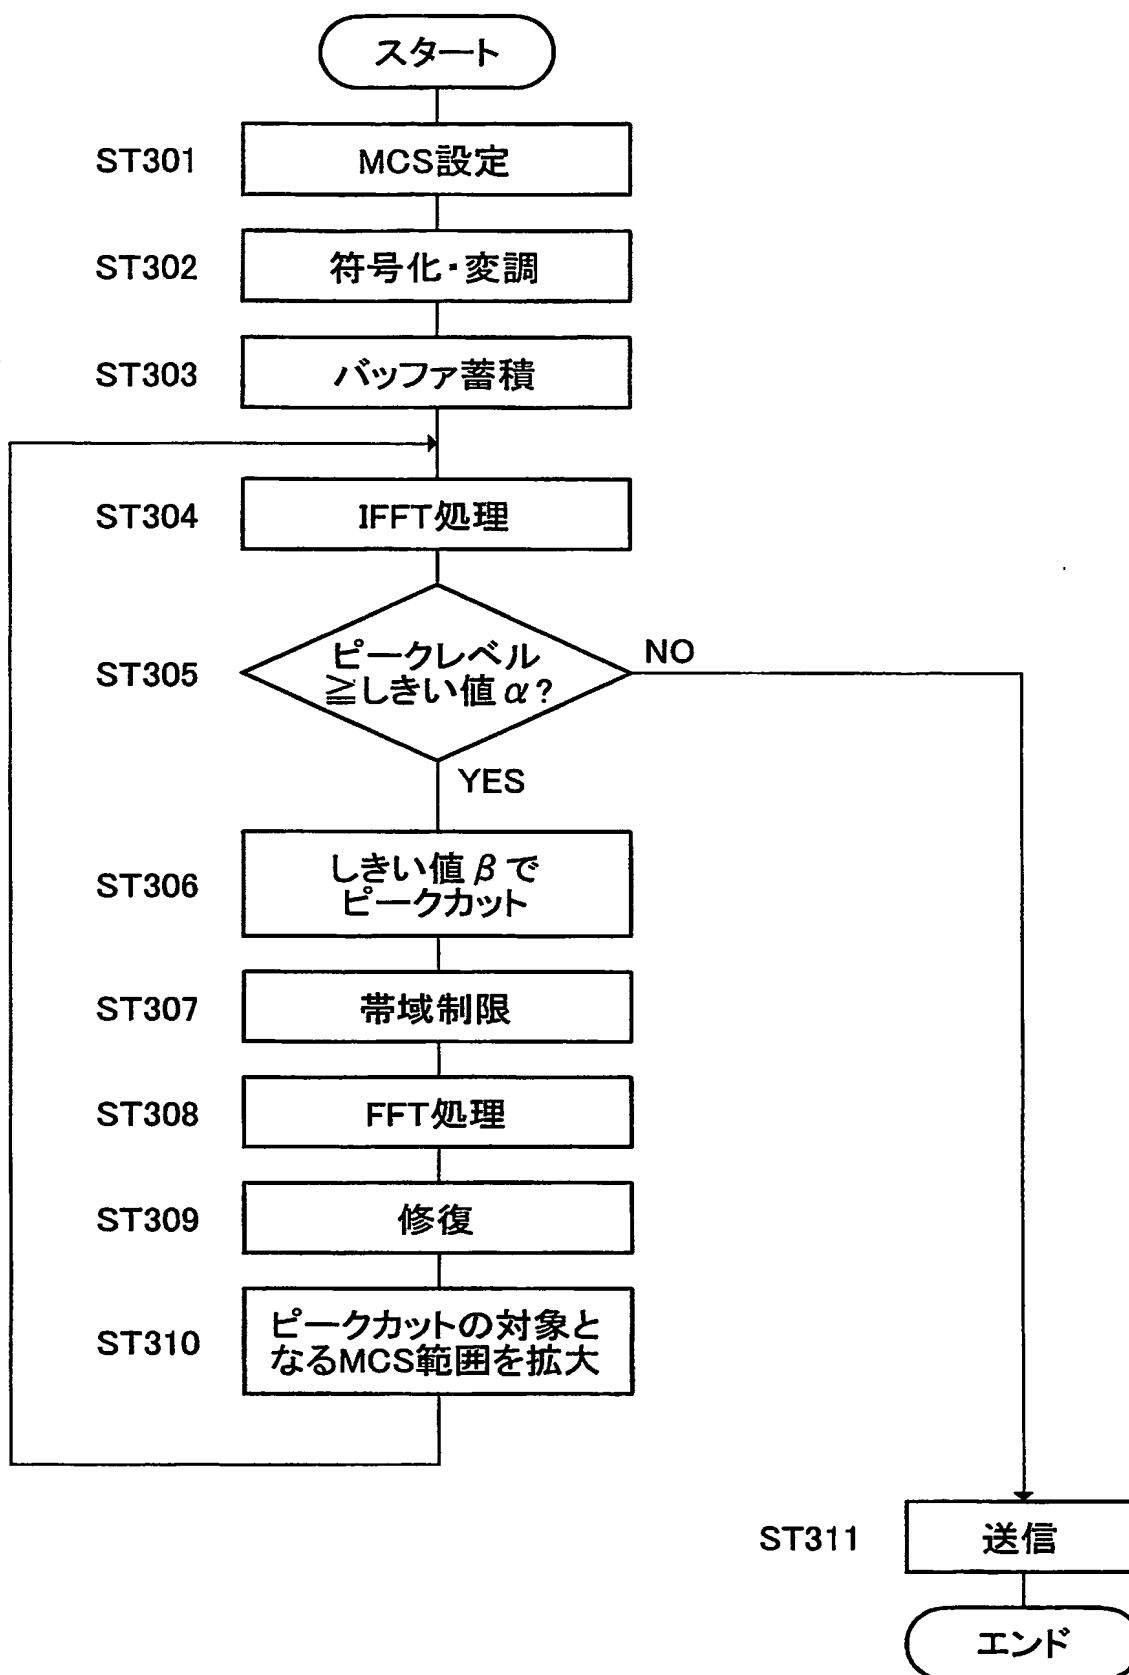 スタート
ST301
MCS設定
ST302
符号化・変調
ST303
バッファ蓄積
ST304
IFFT処理
ST305
ピークレベル
≧しきい値α?
NO
YES
ST306
しきい値βで
ピークカット
ST307
帯域制限
ST308
FFT処理
ST309
修復
ST310
ピークカットの対象と
なるMCS範囲を拡大
ST311
送信
エンド